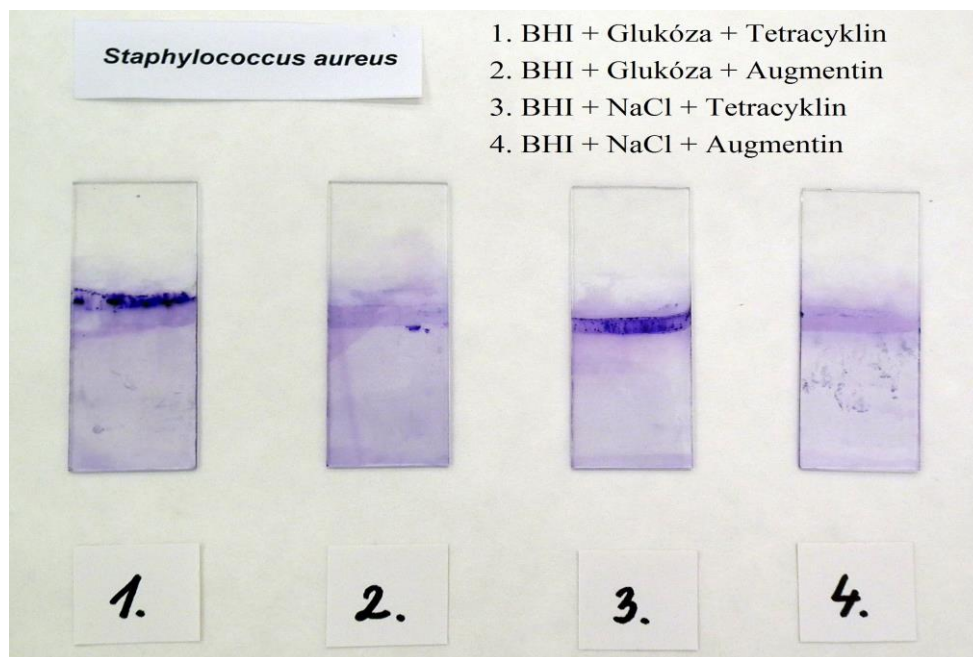 Staphylococcus aureus
1. BHI + Glukóza + Tetracyklin
2. BHI + Glukóza + Augmentin
3. BHI + NaCl + Tetracyklin
4. BHI + NaCl + Augmentin
1.
2.
3.
4.